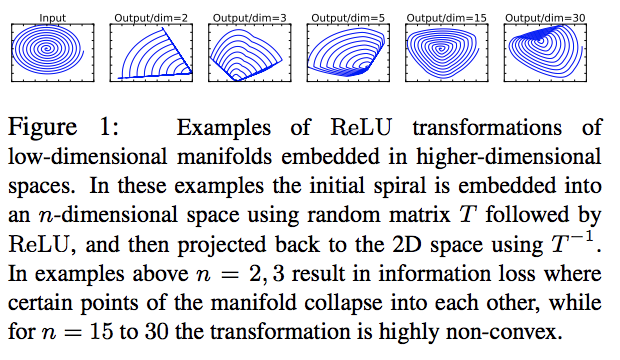 Input Output/dim=2 Output/dim=3 Output/dim=5 Output/dim=15 Output/dim=30
Figure 1: Examples of ReLU transformations of
low-dimensional manifolds embedded in higher-dimensional
spaces. In these examples the initial spiral is embedded into
an n-dimensional space using random matrix T followed by
ReLU, and then projected back to the 2D space using T⁻¹.
In examples above n = 2, 3 result in information loss where
certain points of the manifold collapse into each other, while
for n = 15 to 30 the transformation is highly non-convex.